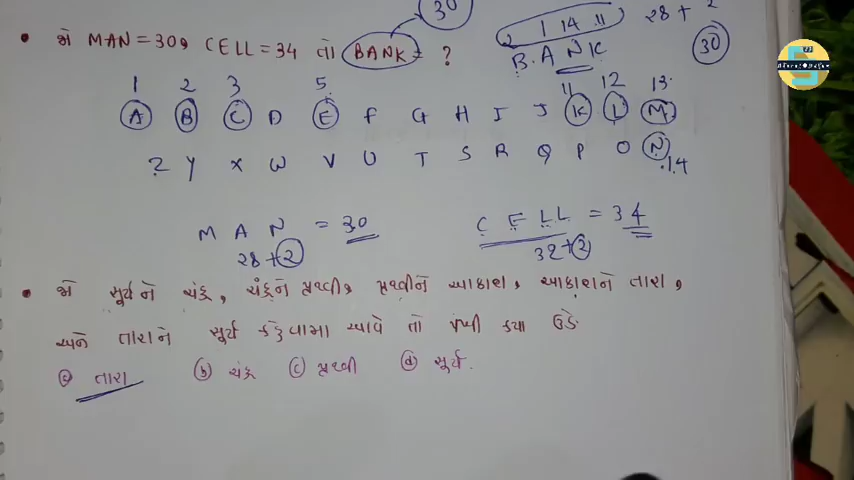 30
• જો MAN = 30, CELL = 34 તો BANK = ?
2 1 14 11
B A N K
28 + 2
30
1 2 3 5 11 12 13
A B C D E F G H I J K L M
Z Y X W V U T S R Q P O N
14
M A N = 30
28 + 2
C E L L = 34
32 + 2
• જો સૂર્યને ચંદ્ર, ચંદ્રને પૃથ્વી, પૃથ્વીને આકાશ, આકાશને તારા,
અને તારાને સૂર્ય કહેવામા આવે તો પંખી ક્યા ઉડે
ⓐ તારા ⓑ ચંદ્ર ⓒ પૃથ્વી ⓓ સૂર્ય.